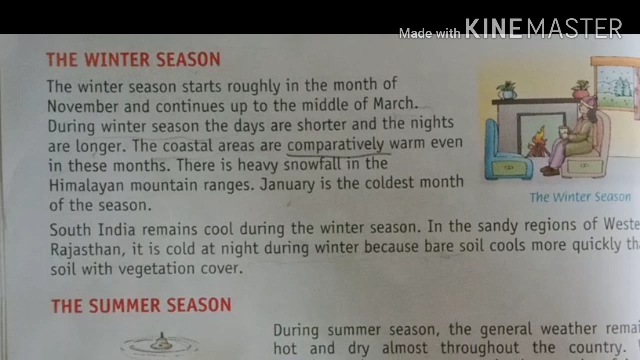 Made with KINEMASTER
THE WINTER SEASON
The winter season starts roughly in the month of
November and continues up to the middle of March.
During winter season the days are shorter and the nights
are longer. The coastal areas are comparatively warm even
in these months. There is heavy snowfall in the
Himalayan mountain ranges. January is the coldest month
of the season.
The Winter Season
South India remains cool during the winter season. In the sandy regions of Weste
Rajasthan, it is cold at night during winter because bare soil cools more quickly tha
soil with vegetation cover.
THE SUMMER SEASON
During summer season, the general weather remai
hot and dry almost throughout the country.